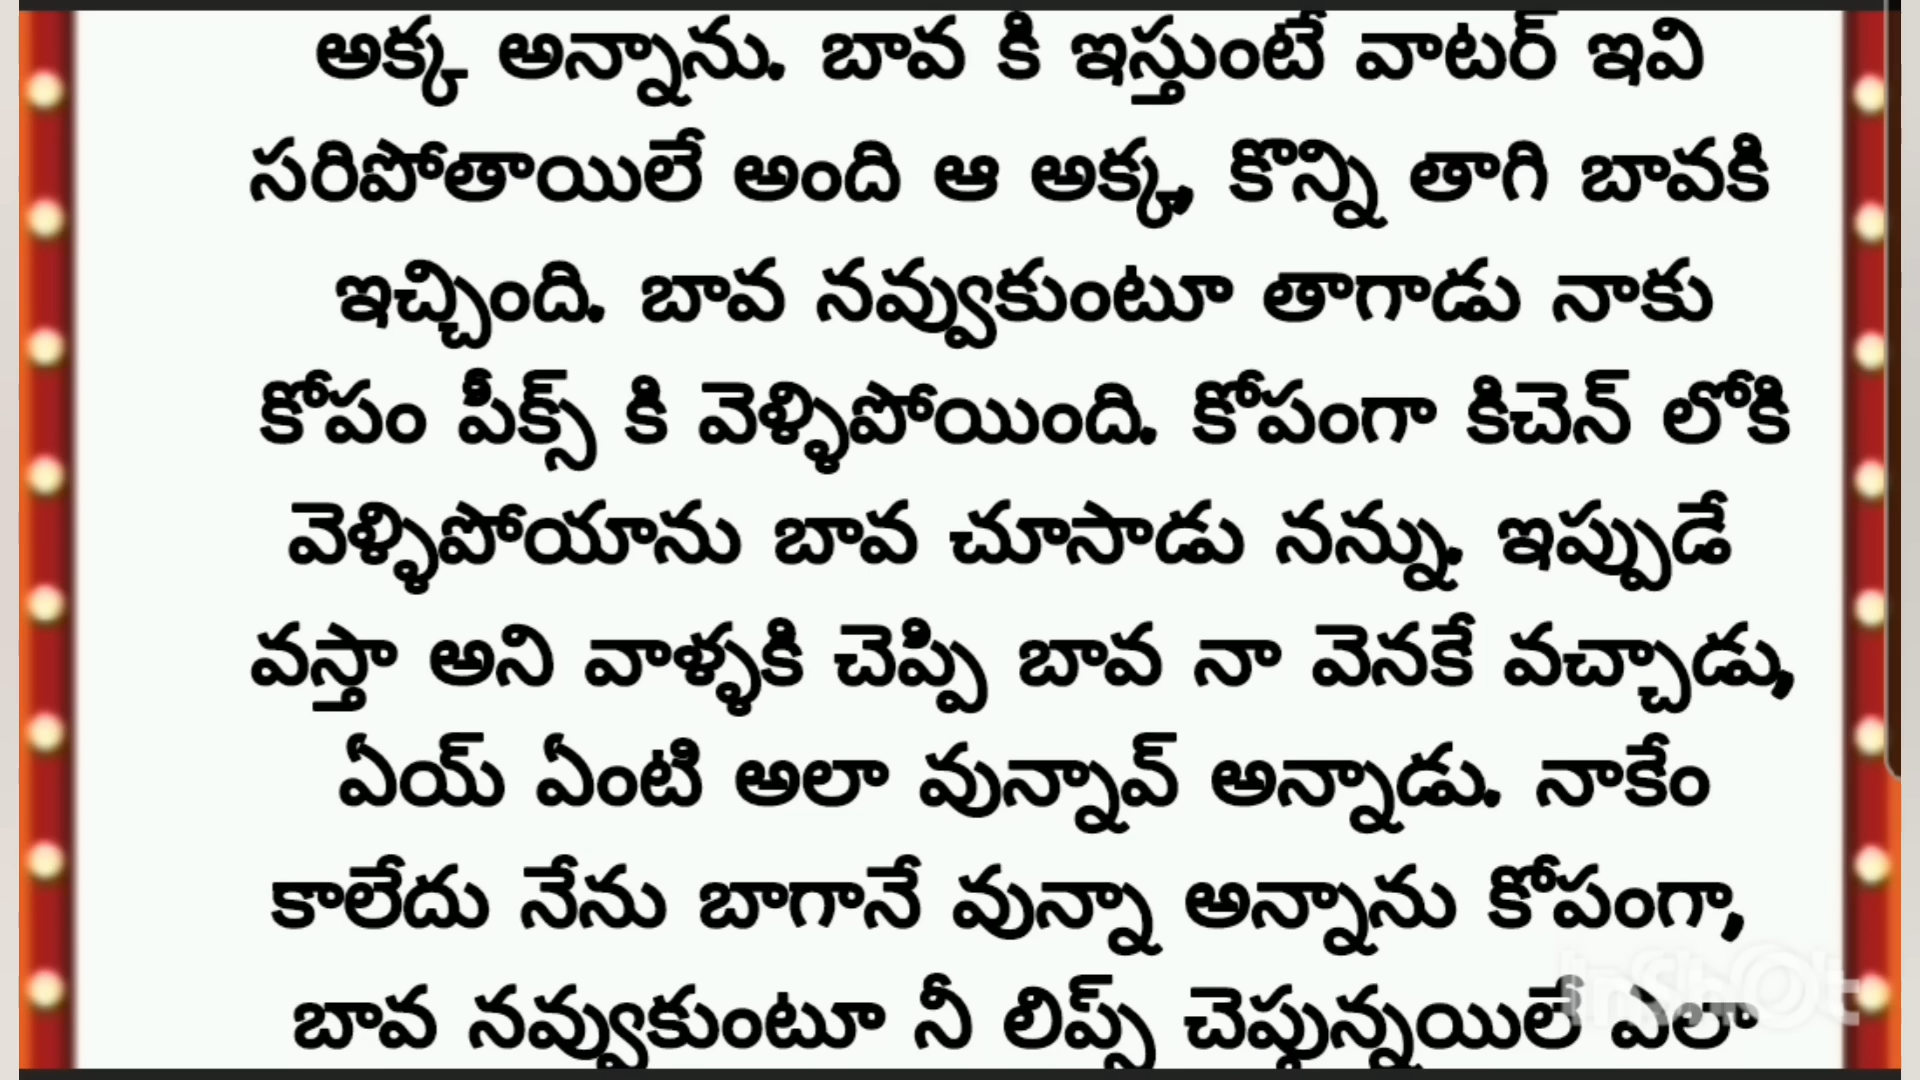 అక్క అన్నాను. బావ కి ఇస్తుంటే వాటర్ ఇవి
సరిపోతాయిలే అంది ఆ అక్క, కొన్ని తాగి బావకి
ఇచ్చింది. బావ నవ్వుకుంటూ తాగాడు నాకు
కోపం పీక్స్ కి వెళ్ళిపోయింది. కోపంగా కిచెన్ లోకి
వెళ్ళిపోయాను బావ చూసాడు నన్ను. ఇప్పుడే
వస్తా అని వాళ్ళకి చెప్పి బావ నా వెనకే వచ్చాడు,
ఏయ్ ఏంటి అలా వున్నావ్ అన్నాడు. నాకేం
కాలేదు నేను బాగానే వున్నా అన్నాను కోపంగా,
బావ నవ్వుకుంటూ నీ లిప్స్ చెప్తున్నయిలే ఎలా
InShOt